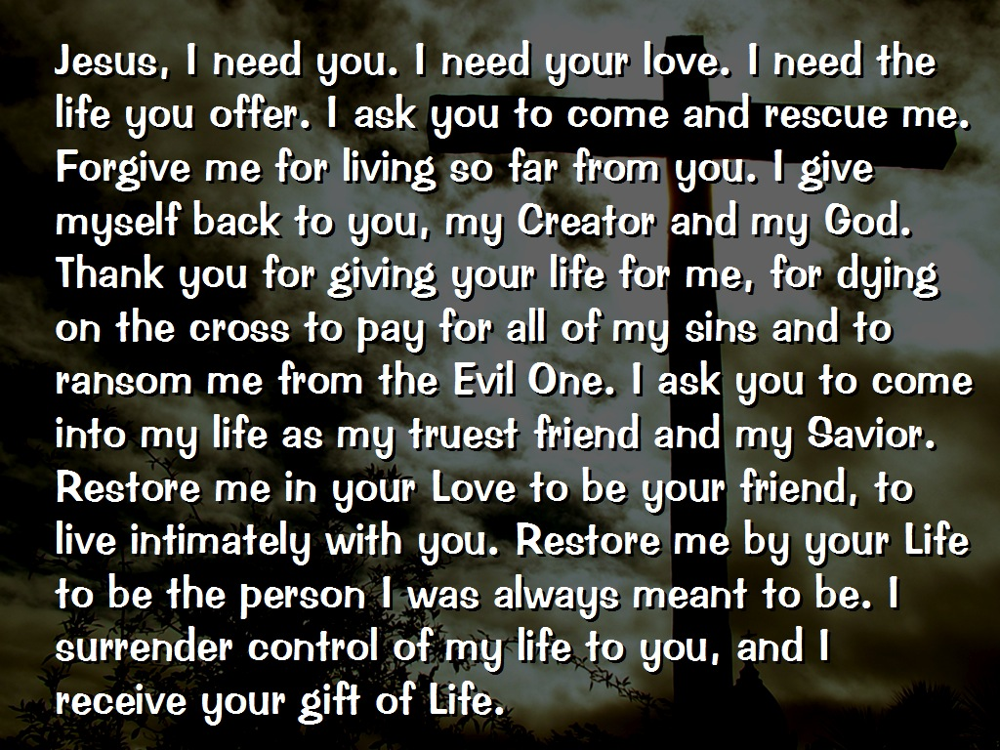 Jesus, I need you. I need your love. I need the
life you offer. I ask you to come and rescue me.
Forgive me for living so far from you. I give
myself back to you, my Creator and my God.
Thank you for giving your life for me, for dying
on the cross to pay for all of my sins and to
ransom me from the Evil One. I ask you to come
into my life as my truest friend and my Savior.
Restore me in your Love to be your friend, to
live intimately with you. Restore me by your Life
to be the person I was always meant to be. I
surrender control of my life to you, and I
receive your gift of Life.